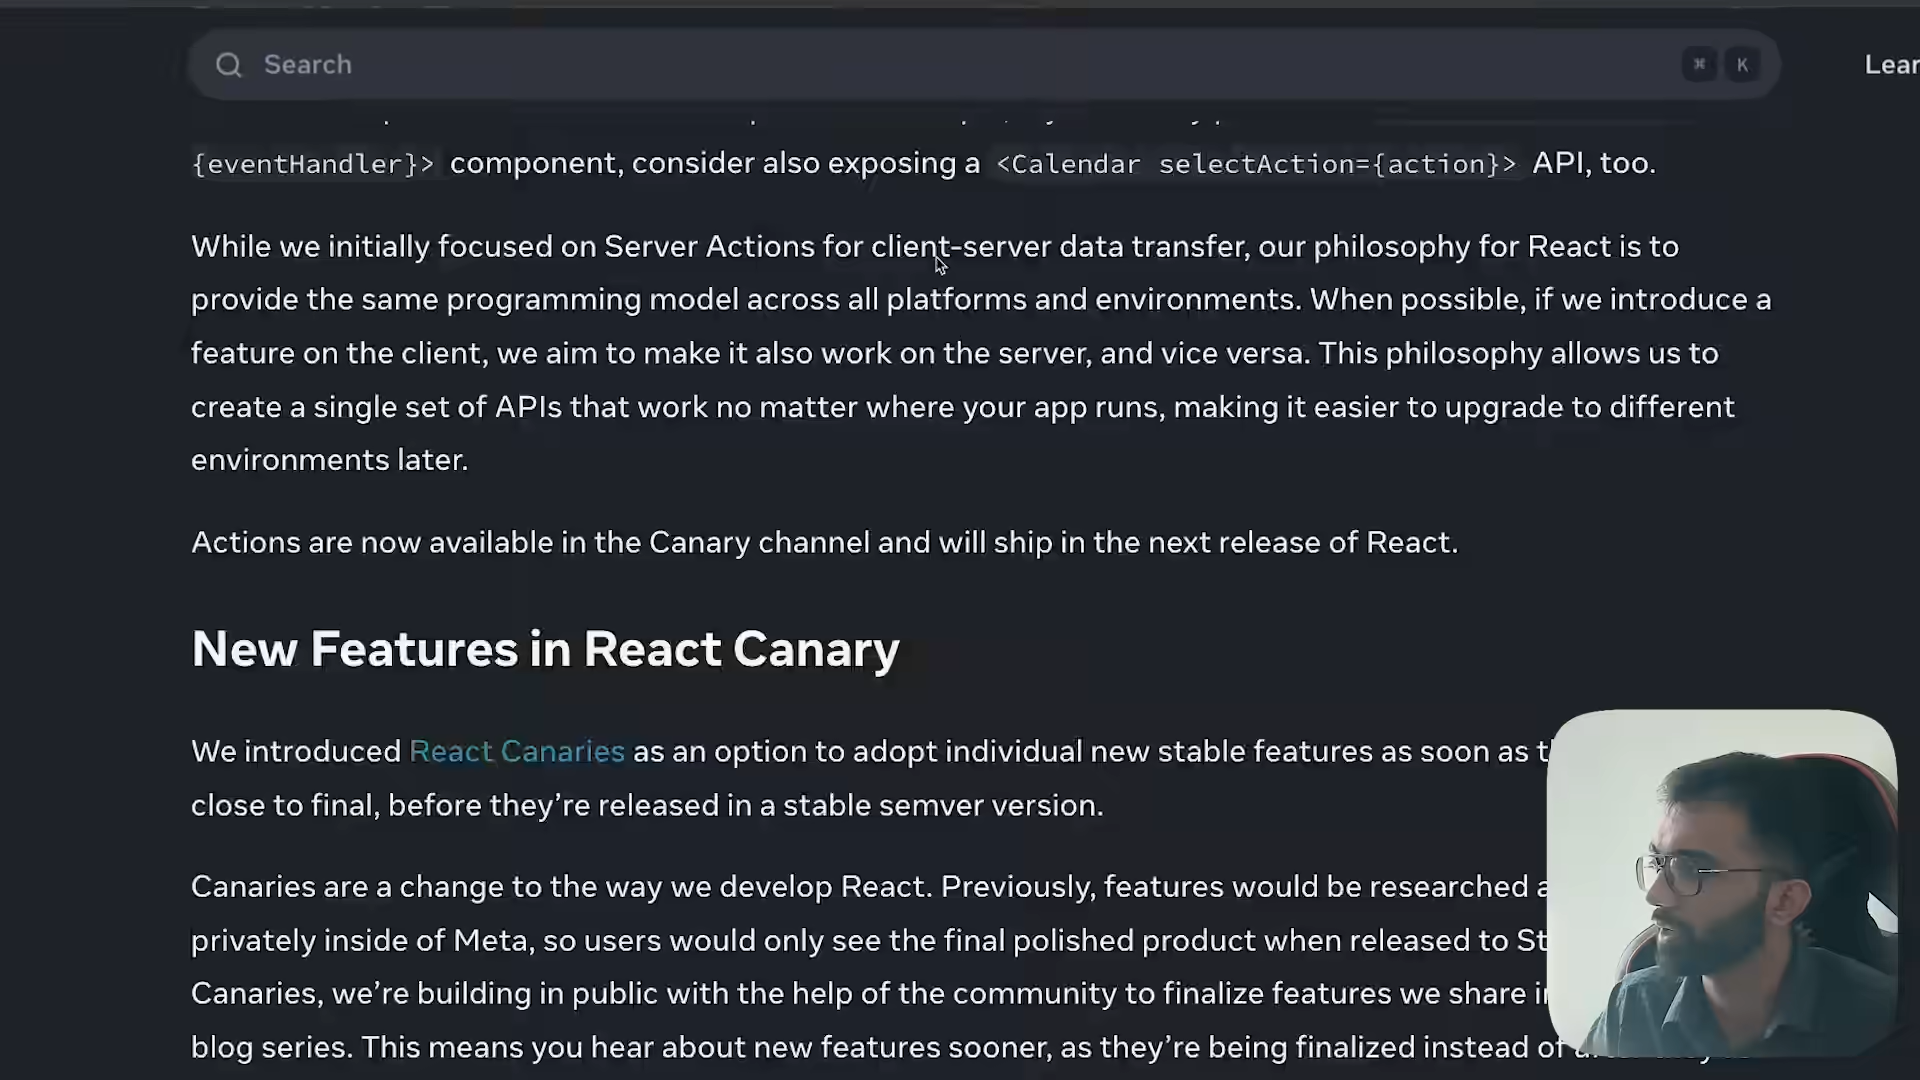 Search
⌘ K
Lear
{eventHandler}> component, consider also exposing a <Calendar selectAction={action}> API, too.
While we initially focused on Server Actions for client-server data transfer, our philosophy for React is to
provide the same programming model across all platforms and environments. When possible, if we introduce a
feature on the client, we aim to make it also work on the server, and vice versa. This philosophy allows us to
create a single set of APIs that work no matter where your app runs, making it easier to upgrade to different
environments later.
Actions are now available in the Canary channel and will ship in the next release of React.
New Features in React Canary
We introduced React Canaries as an option to adopt individual new stable features as soon as
close to final, before they’re released in a stable semver version.
Canaries are a change to the way we develop React. Previously, features would be researched
privately inside of Meta, so users would only see the final polished product when released to St
Canaries, we’re building in public with the help of the community to finalize features we share
blog series. This means you hear about new features sooner, as they’re being finalized instead of